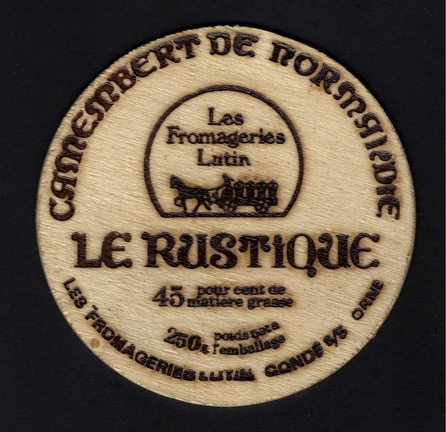 CAMEMBERT DE NORMANDIE
Les
Fromageries
Lutin
LE RUSTIQUE
45 pour cent de
matière grasse
250g poids net a
l'emballage
LES FROMAGERIES LUTIN CONDÉ S/S ORNE